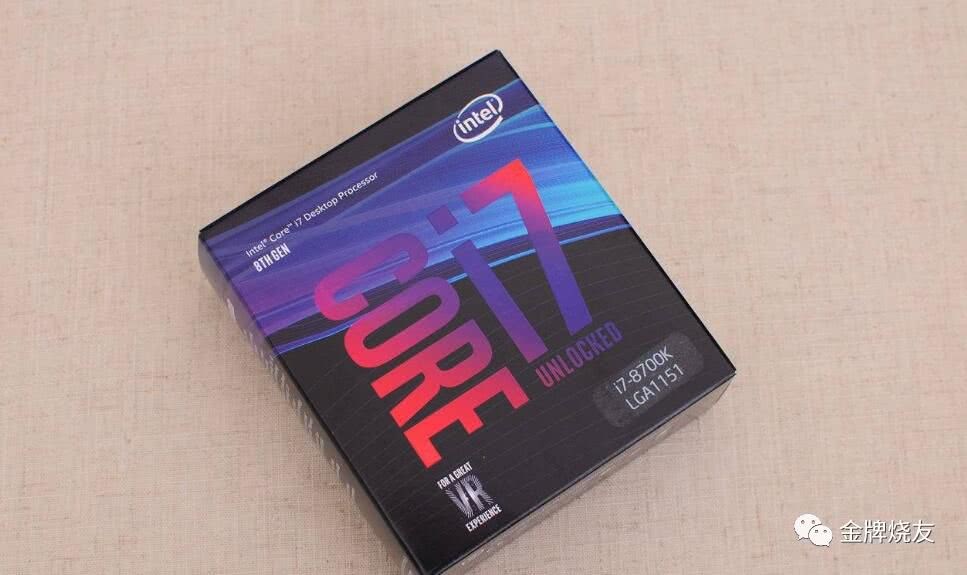 intel
Intel® Core™ i7 Desktop Processor
8TH GEN
CORE
i7
UNLOCKED
i7-8700K
LGA1151
FOR A GREAT
VR
EXPERIENCE
金牌烧友